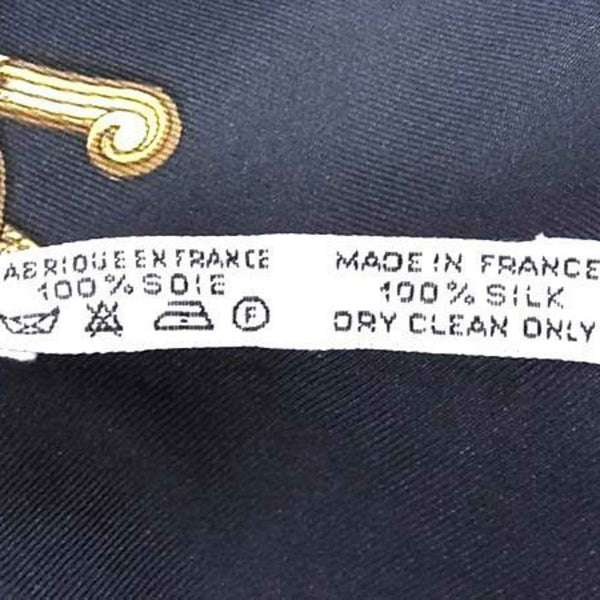 ABRIQUE EN FRANCE
100% SOIE
F
MADE IN FRANCE
100% SILK
DRY CLEAN ONLY